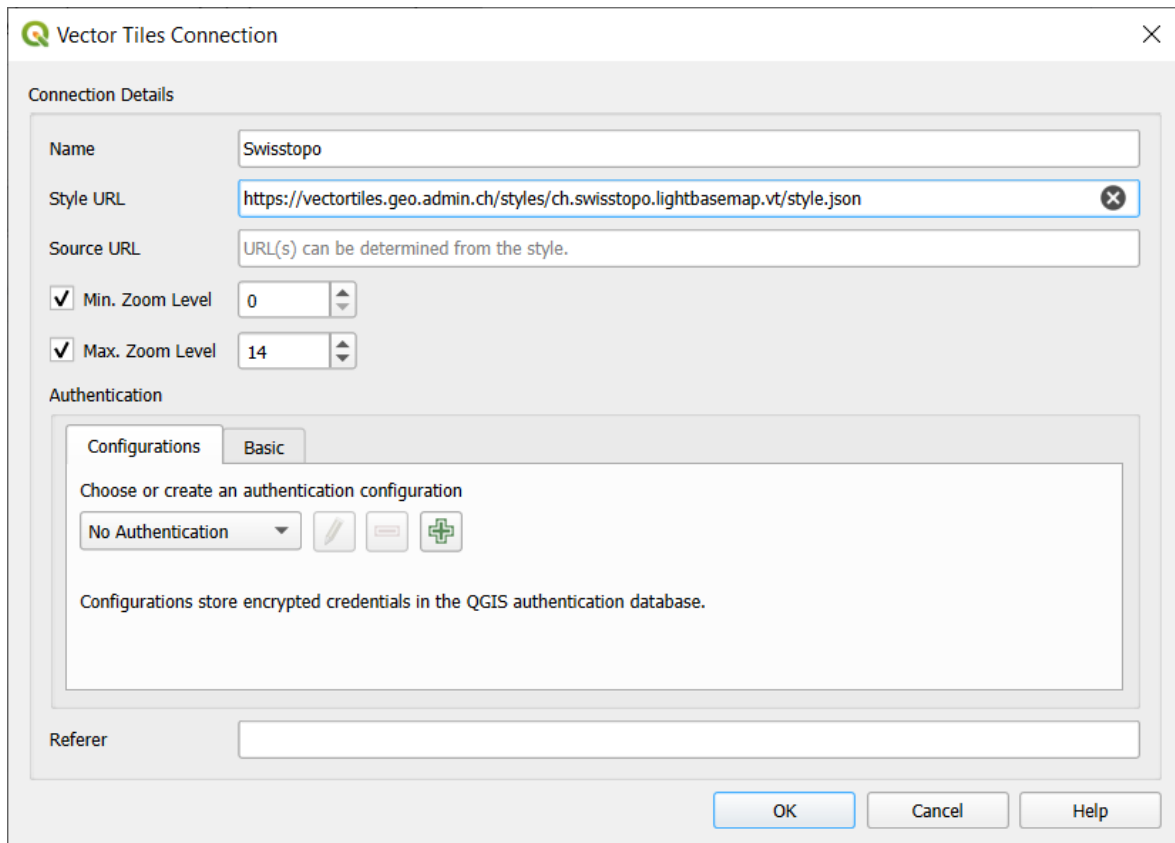 Vector Tiles Connection
Connection Details
Name Swisstopo
Style URL https://vectortiles.geo.admin.ch/styles/ch.swisstopo.lightbasemap.vt/style.json
Source URL URL(s) can be determined from the style.
Min. Zoom Level 0
Max. Zoom Level 14
Authentication
Configurations Basic
Choose or create an authentication configuration
No Authentication
Configurations store encrypted credentials in the QGIS authentication database.
Referer
OK Cancel Help